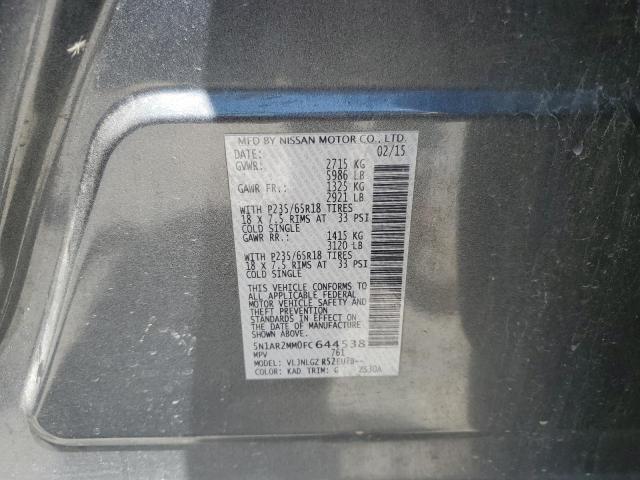 MFD BY NISSAN MOTOR CO., LTD.
DATE: 02/15
GVWR: 2715 KG
5986 LB
GAWR FR.: 1325 KG
2921 LB
WITH P235/65R18 TIRES
18 X 7.5 RIMS AT 33 PSI
COLD SINGLE
GAWR RR.: 1415 KG
3120 LB
WITH P235/65R18 TIRES
18 X 7.5 RIMS AT 33 PSI
COLD SINGLE
THIS VEHICLE CONFORMS TO
ALL APPLICABLE FEDERAL
MOTOR VEHICLE SAFETY AND
THEFT PREVENTION
STANDARDS IN EFFECT ON
THE DATE OF MANUFACTURE
SHOWN ABOVE.
5N1AR2MM0FC644538
MPV 761
MODEL: VLJNLGZ
COLOR: KAD TRIM: G